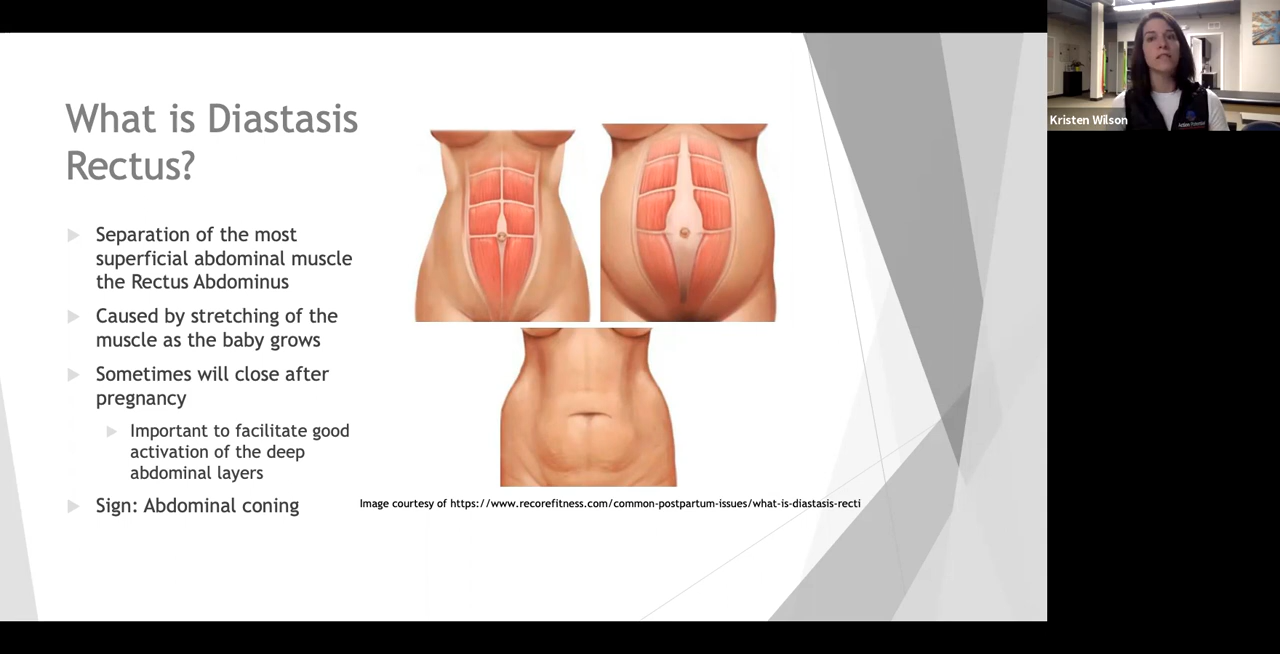 What is Diastasis
Rectus?
Separation of the most
superficial abdominal muscle
the Rectus Abdominus
Caused by stretching of the
muscle as the baby grows
Sometimes will close after
pregnancy
Important to facilitate good
activation of the deep
abdominal layers
Sign: Abdominal coning
Image courtesy of https://www.recorefitness.com/common-postpartum-issues/what-is-diastasis-recti
Kristen Wilson
Action Potential